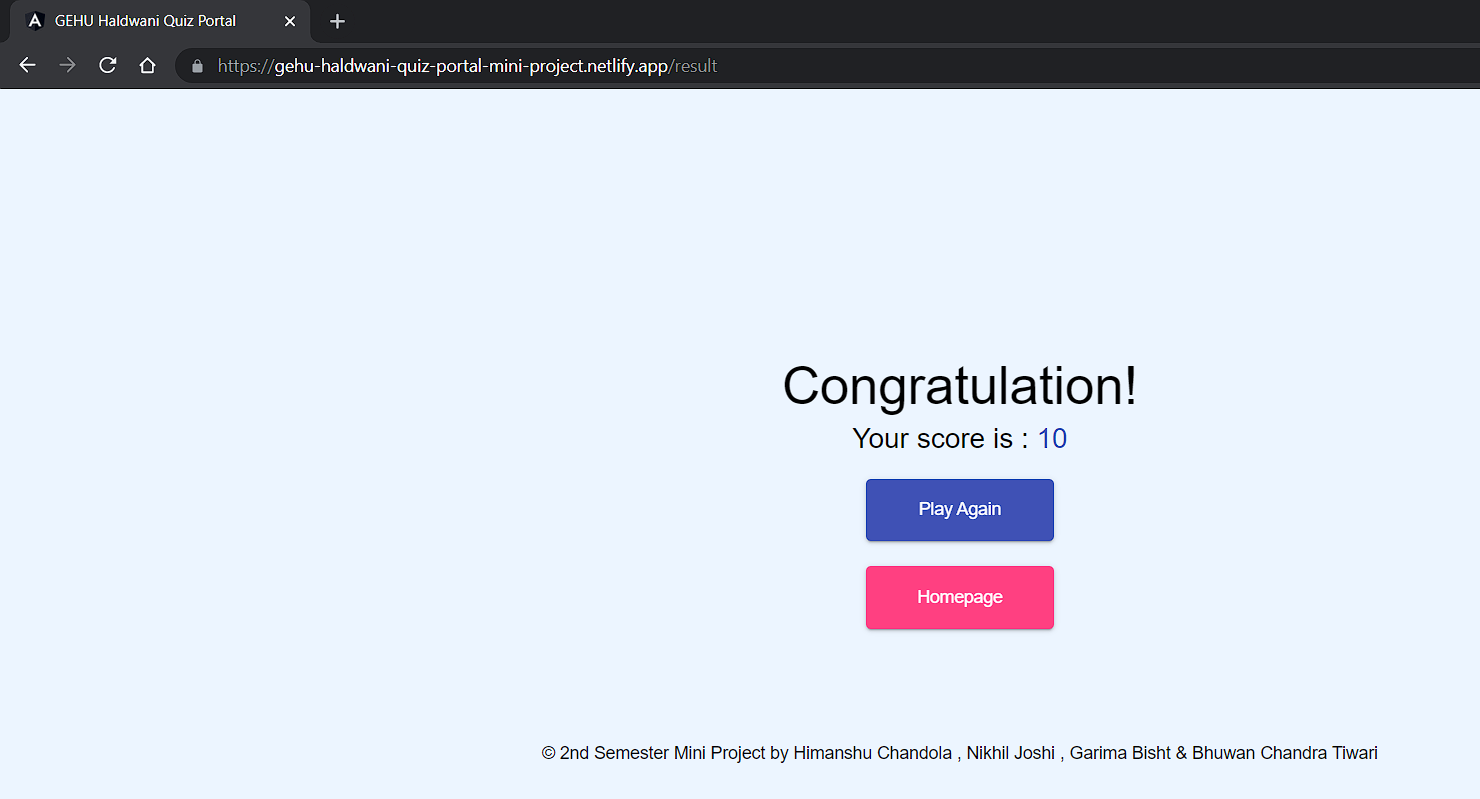 GEHU Haldwani Quiz Portal
https://gehu-haldwani-quiz-portal-mini-project.netlify.app/result
Congratulation!
Your score is : 10
Play Again
Homepage
© 2nd Semester Mini Project by Himanshu Chandola , Nikhil Joshi , Garima Bisht & Bhuwan Chandra Tiwari